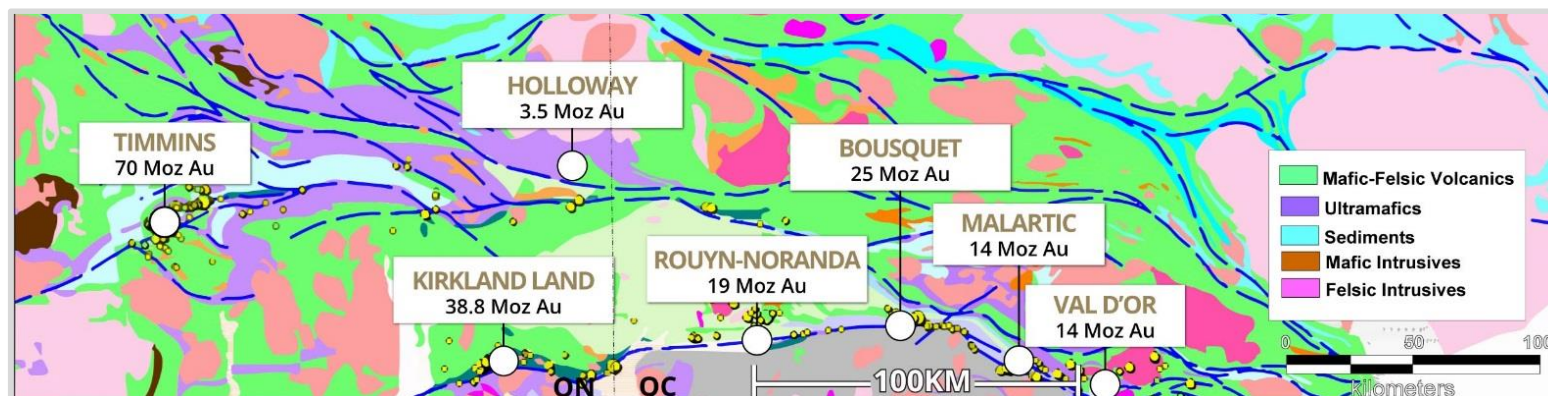 HOLLOWAY
3.5 Moz Au
TIMMINS
70 Moz Au
BOUSQUET
25 Moz Au
MALARTIC
14 Moz Au
KIRKLAND LAND
38.8 Moz Au
ROUYN-NORANDA
19 Moz Au
VAL D'OR
14 Moz Au
Mafic-Felsic Volcanics
Ultramafics
Sediments
Mafic Intrusives
Felsic Intrusives
0 50 100
kilometers
100KM
ON QC